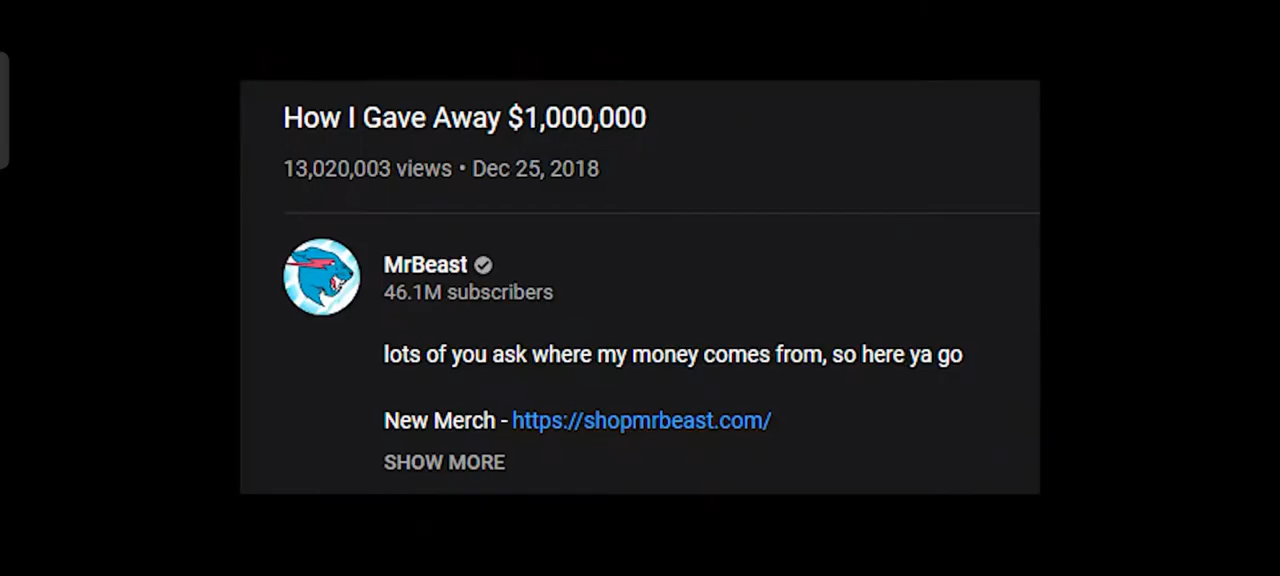 How I Gave Away $1,000,000
13,020,003 views • Dec 25, 2018
MrBeast
46.1M subscribers
lots of you ask where my money comes from, so here ya go
New Merch - https://shopmrbeast.com/
SHOW MORE